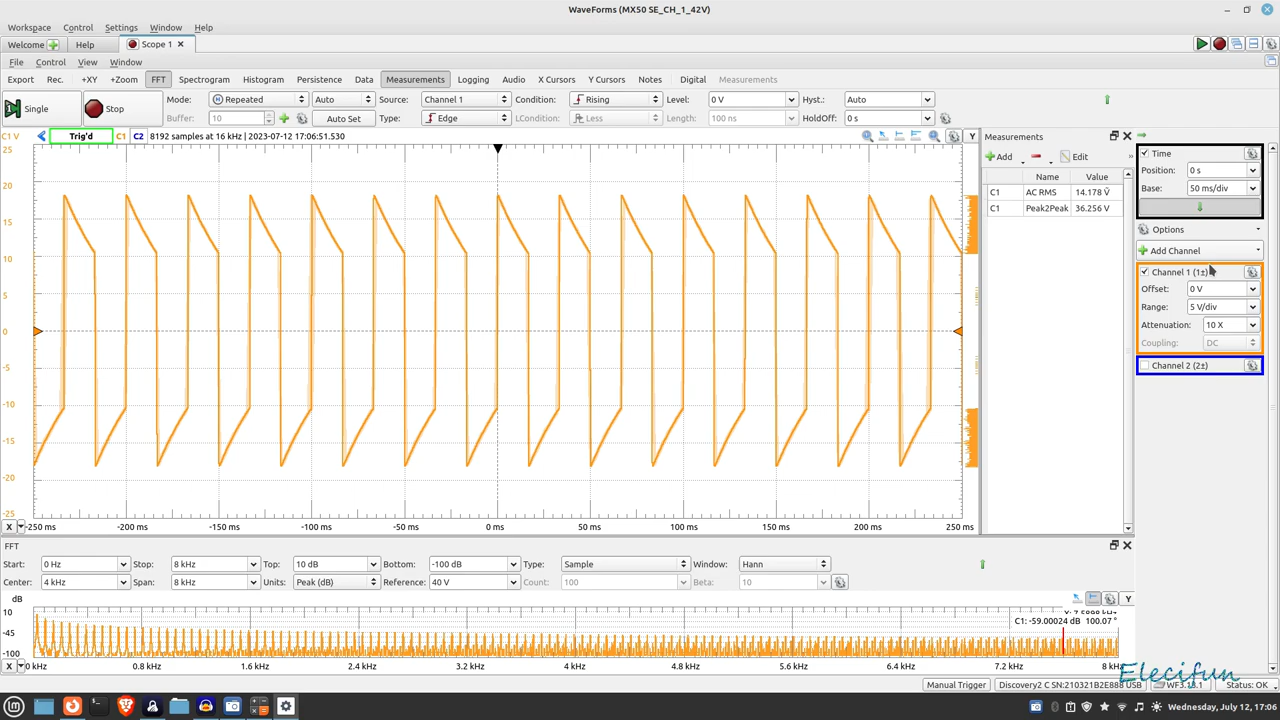 WaveForms (MX50 SE_CH_1_42V)
Workspace Control Settings Window Help
Welcome Help Scope 1
File Control View Window
Export Rec. +XY +Zoom FFT Spectrogram Histogram Persistence Data Measurements Logging Audio X Cursors Y Cursors Notes Digital Measurements
Single Stop Mode: Repeated Auto Source: Channel 1 Condition: Rising Level: 0 V Hyst.: Auto
Buffer: 10 Auto Set Type: Edge LCondition: Less Length: 100 ns HoldOff: 0 s
C1 V Trig'd C1 C2 8192 samples at 16 kHz | 2023-07-12 17:06:51.530 Y
25
20
15
10
5
0
-5
-10
-15
-20
-25
X -250 ms -200 ms -150 ms -100 ms -50 ms 0 ms 50 ms 100 ms 150 ms 200 ms 250 ms
Measurements
Add Edit »
Name Value
C1 AC RMS 14.178 Ṽ
C1 Peak2Peak 36.256 V
Time
Position: 0 s
Base: 50 ms/div
Options
Add Channel
Channel 1 (1±)
Offset: 0 V
Range: 5 V/div
Attenuation: 10 X
Coupling: DC
Channel 2 (2±)
FFT
Start: 0 Hz Stop: 8 kHz Top: 10 dB Bottom: -100 dB Type: Sample Window: Hann
Center: 4 kHz Span: 8 kHz Units: Peak (dB) Reference: 40 V Count: 100 Beta: 10
dB Y
10
-45
-100
C1: -59.00024 dB 100.07 °
X 0 kHz 0.8 kHz 1.6 kHz 2.4 kHz 3.2 kHz 4 kHz 4.8 kHz 5.6 kHz 6.4 kHz 7.2 kHz 8 kHz
Elecifun
Manual Trigger Discovery2 C SN:210321B2E888 USB Status: OK
Wednesday, July 12, 17:06